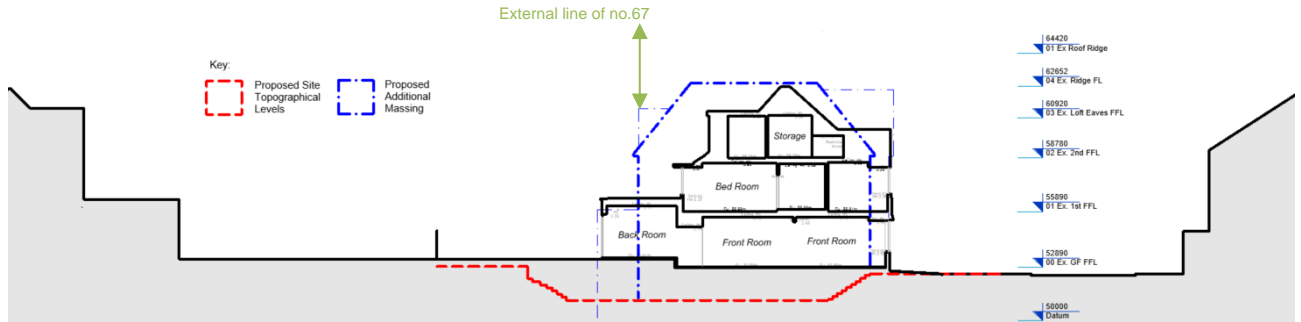 External line of no.67
Key:
Proposed Site
Topographical
Levels
Proposed
Additional
Massing
64420
01 Ex Roof Ridge
62652
04 Ex. Ridge FL
60920
03 Ex. Loft Eaves FFL
58780
02 Ex. 2nd FFL
55890
01 Ex. 1st FFL
52890
00 Ex. GF FFL
50000
Datum
Storage
Bed Room
Back Room
Front Room
Front Room